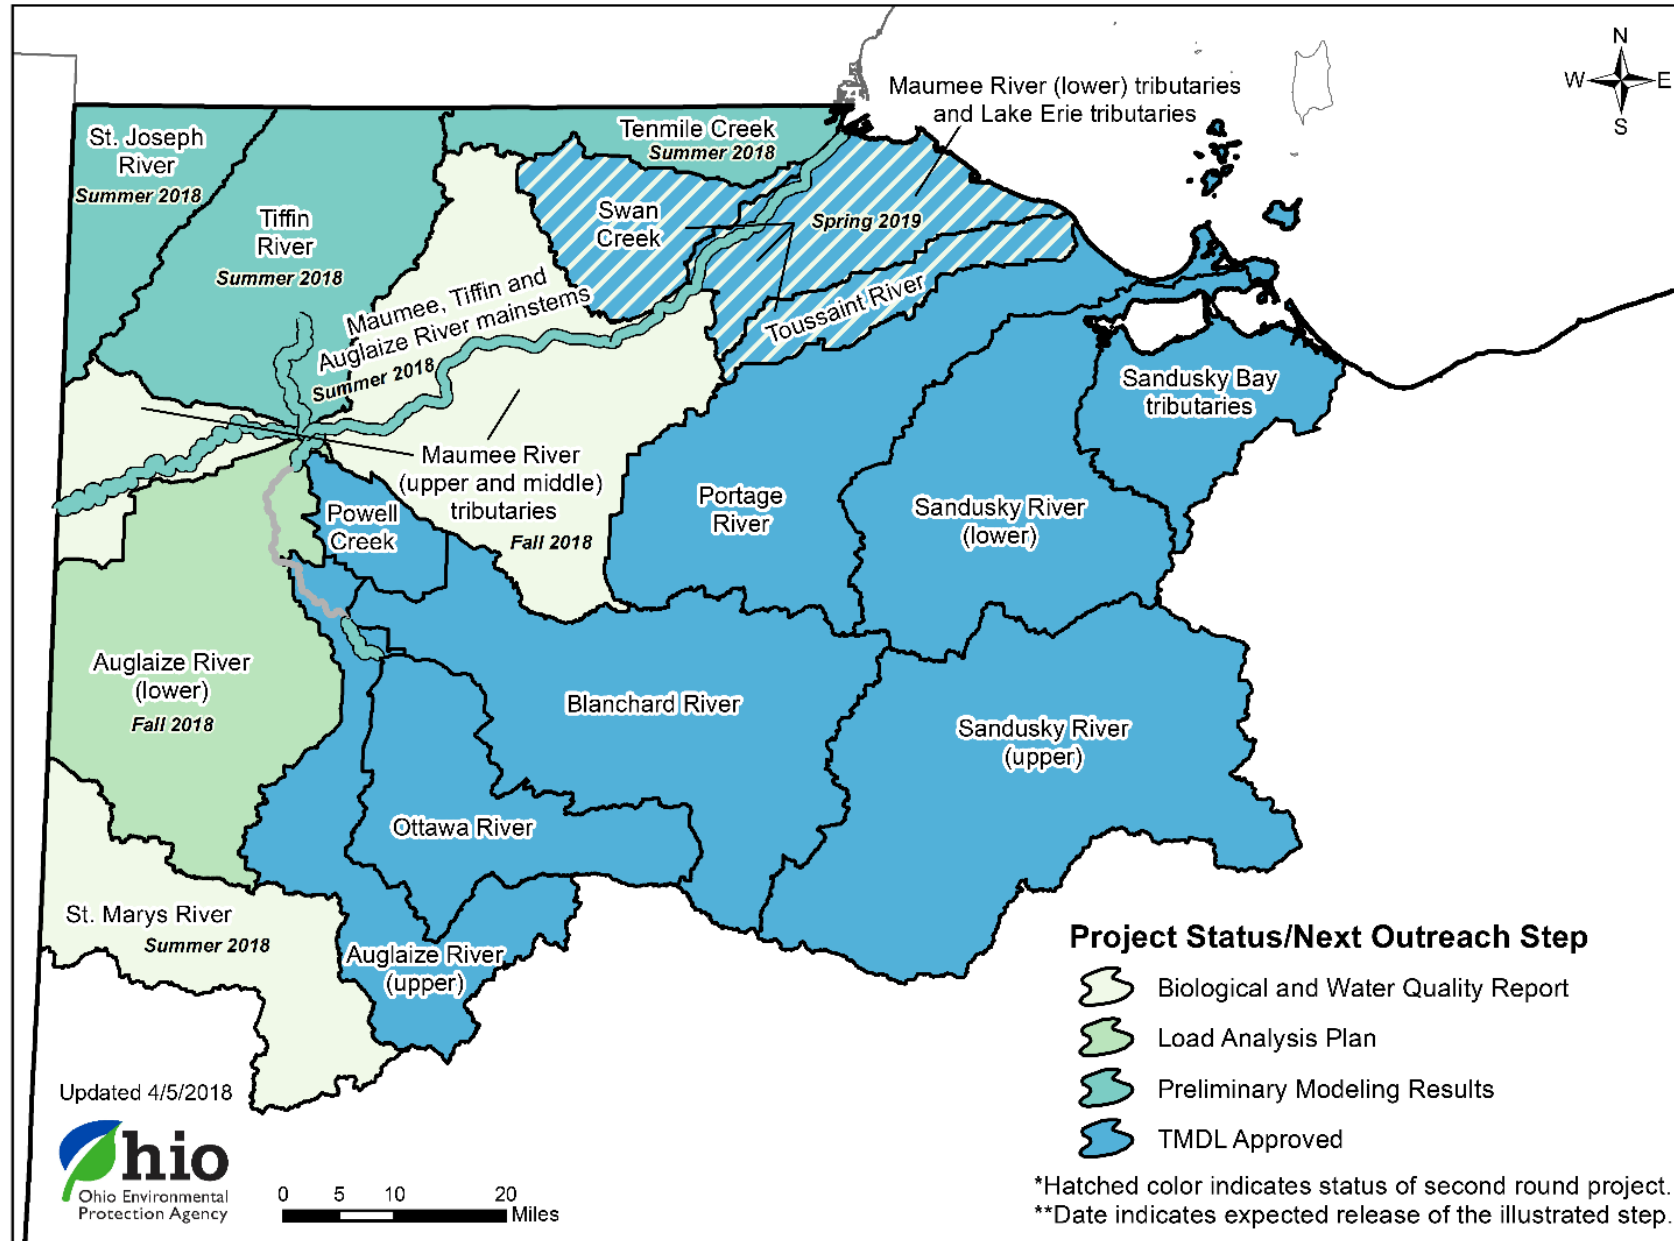 N
W
E
S
Maumee River (lower) tributaries
and Lake Erie tributaries
St. Joseph
River
Summer 2018
Tenmile Creek
Summer 2018
Tiffin
River
Summer 2018
Swan
Creek
Spring 2019
Toussaint River
Maumee, Tiffin and
Auglaize River mainstems
Summer 2018
Sandusky Bay
tributaries
Maumee River
(upper and middle)
tributaries
Fall 2018
Powell
Creek
Portage
River
Sandusky River
(lower)
Auglaize River
(lower)
Fall 2018
Blanchard River
Sandusky River
(upper)
Ottawa River
St. Marys River
Summer 2018
Auglaize River
(upper)
Project Status/Next Outreach Step
Biological and Water Quality Report
Load Analysis Plan
Preliminary Modeling Results
TMDL Approved
*Hatched color indicates status of second round project.
**Date indicates expected release of the illustrated step.
Updated 4/5/2018
Ohio
Ohio Environmental
Protection Agency
0 5 10 20
Miles